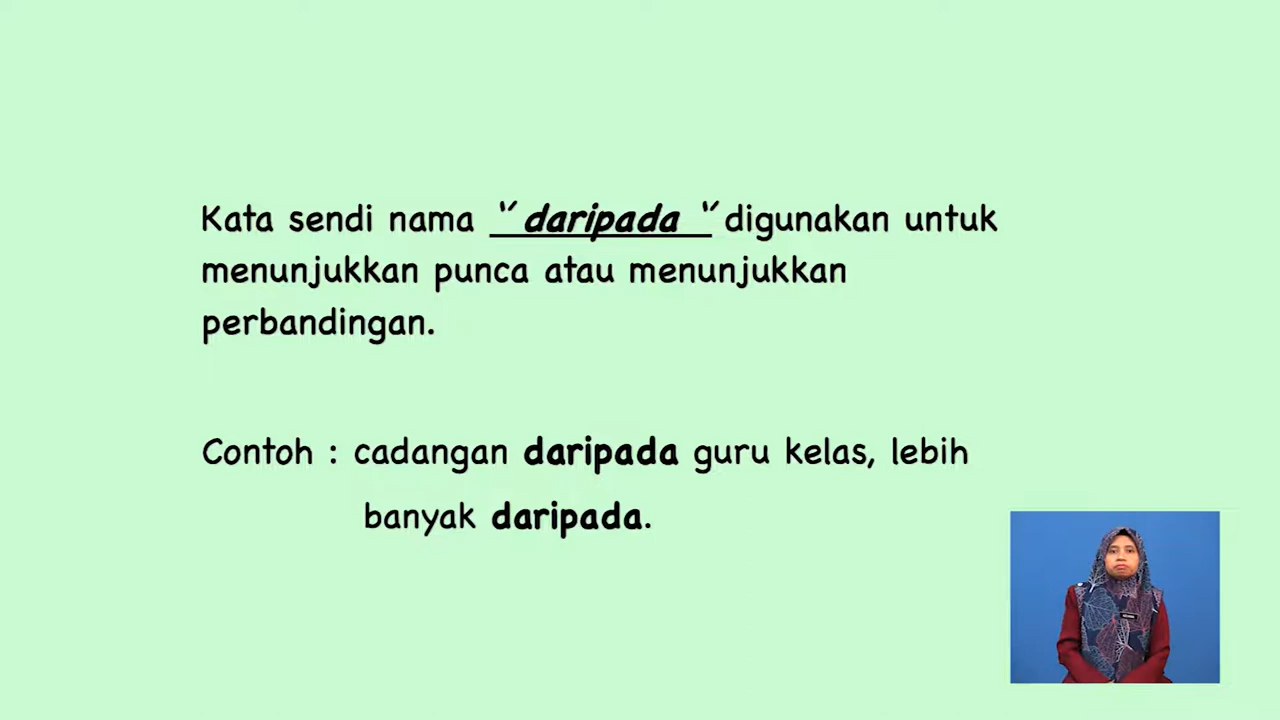 Kata sendi nama “ daripada “ digunakan untuk
menunjukkan punca atau menunjukkan
perbandingan.
Contoh : cadangan daripada guru kelas, lebih
banyak daripada.